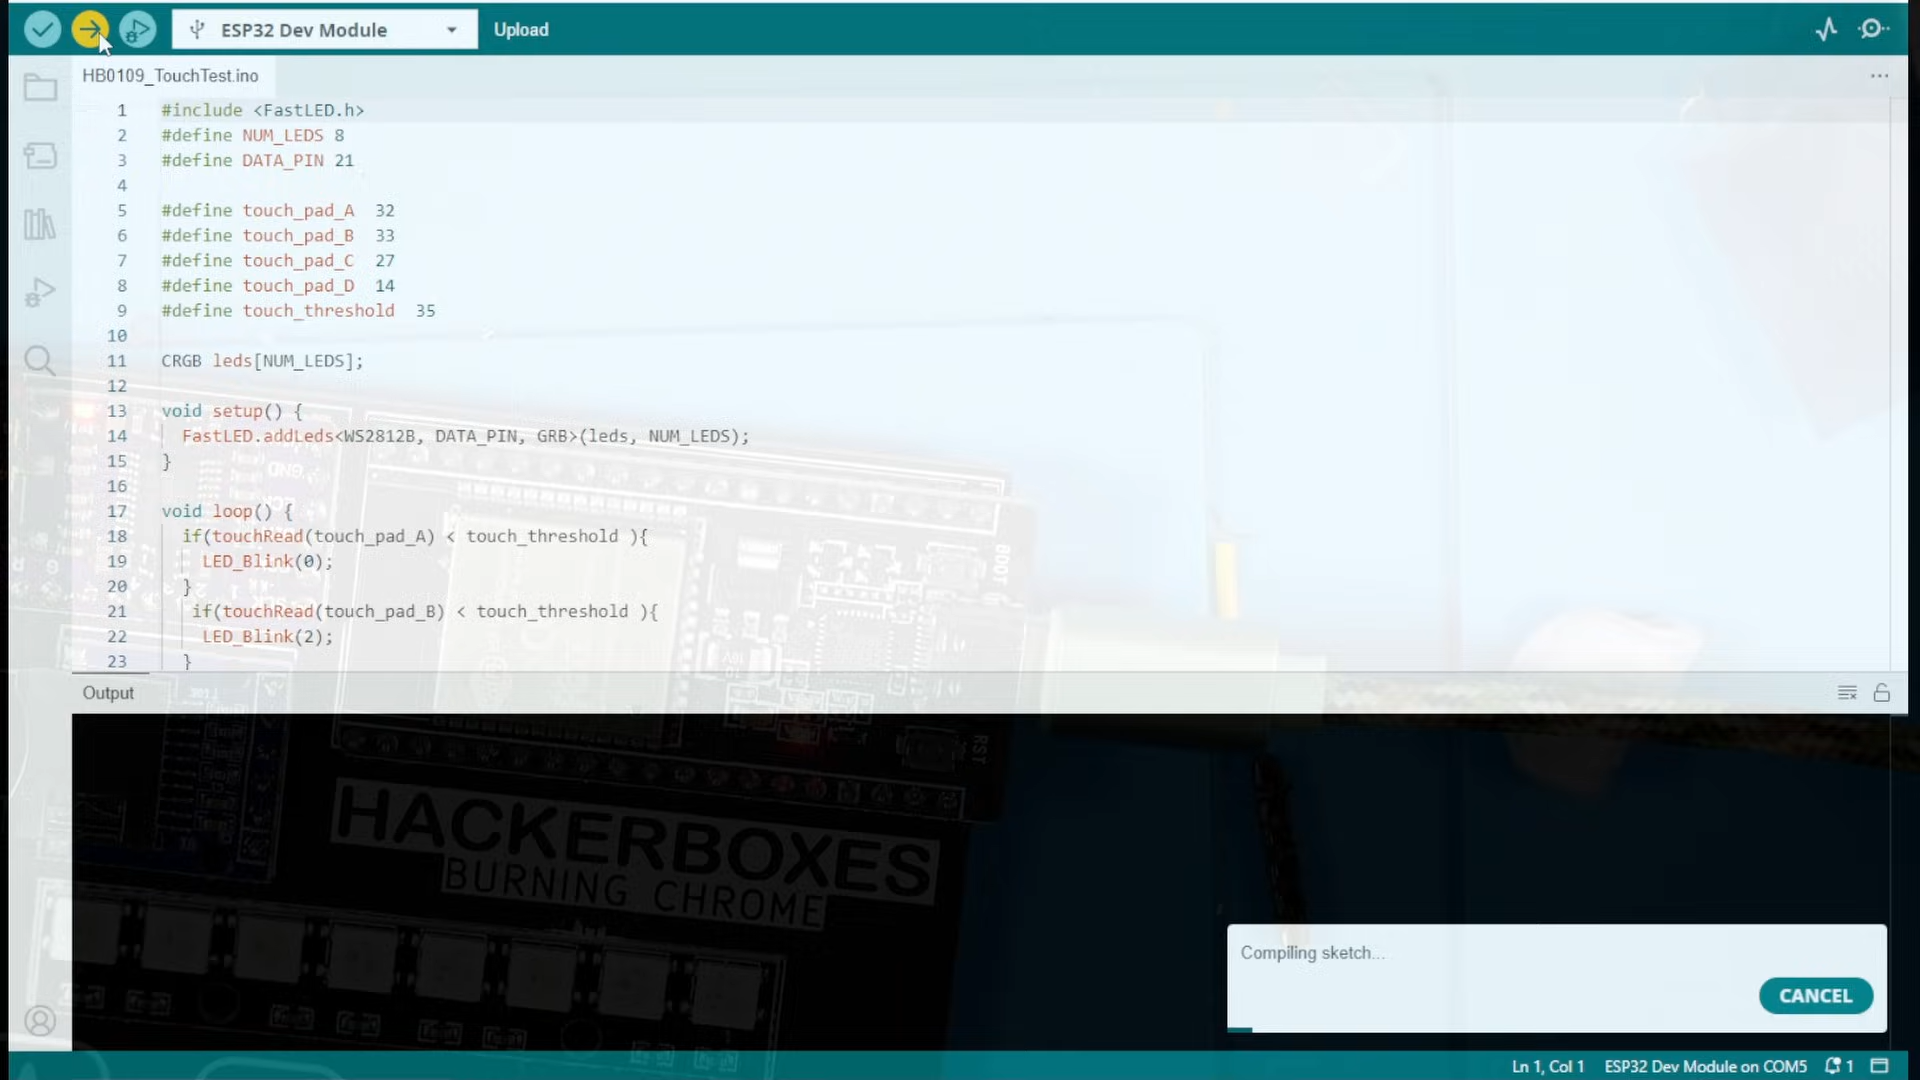 ESP32 Dev Module
Upload
HB0109_TouchTest.ino
1 #include <FastLED.h>
2 #define NUM_LEDS 8
3 #define DATA_PIN 21
4
5 #define touch_pad_A  32
6 #define touch_pad_B  33
7 #define touch_pad_C  27
8 #define touch_pad_D  14
9 #define touch_threshold  35
10
11 CRGB leds[NUM_LEDS];
12
13 void setup() {
14   FastLED.addLeds<WS2812B, DATA_PIN, GRB>(leds, NUM_LEDS);
15 }
16
17 void loop() {
18   if(touchRead(touch_pad_A) < touch_threshold ){
19     LED_Blink(0);
20   }
21    if(touchRead(touch_pad_B) < touch_threshold ){
22     LED_Blink(2);
23   }
BOOT
GND
Output
RST
HACKERBOXES
BURNING CHROME
Compiling sketch...
CANCEL
Ln 1, Col 1
ESP32 Dev Module on COM5
1